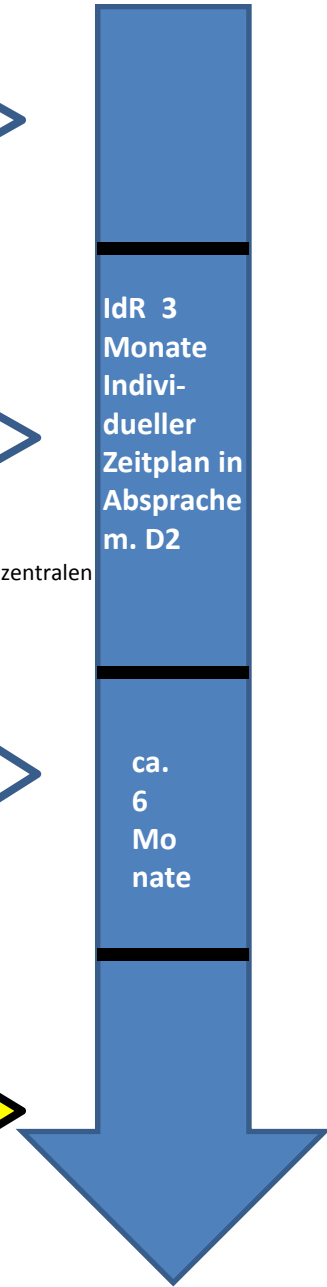 IdR 3
Monate
Indivi-
dueller
Zeitplan in
Absprache
m. D2
zentralen
ca.
6
Mo
nate